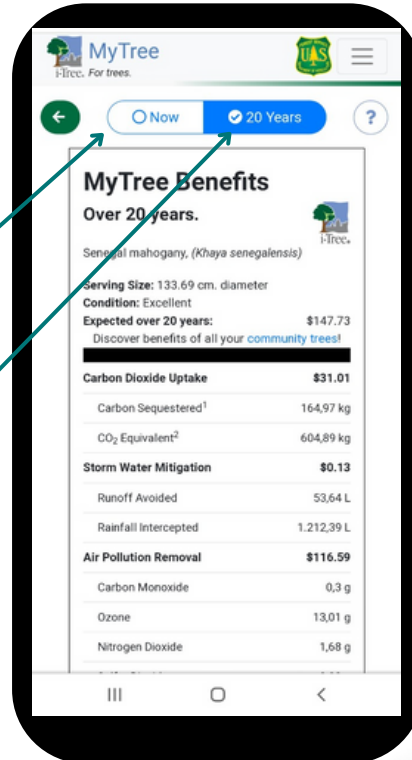 MyTree
i-Tree. For trees.
UAS
Now
20 Years
?
MyTree Benefits
Over 20 years.
i-Tree.
Senegal mahogany, (Khaya senegalensis)
Serving Size: 133.69 cm. diameter
Condition: Excellent
Expected over 20 years: $147.73
Discover benefits of all your community trees!
Carbon Dioxide Uptake $31.01
Carbon Sequestered1 164,97 kg
CO2 Equivalent2 604,89 kg
Storm Water Mitigation $0.13
Runoff Avoided 53,64 L
Rainfall Intercepted 1.212,39 L
Air Pollution Removal $116.59
Carbon Monoxide 0,3 g
Ozone 13,01 g
Nitrogen Dioxide 1,68 g